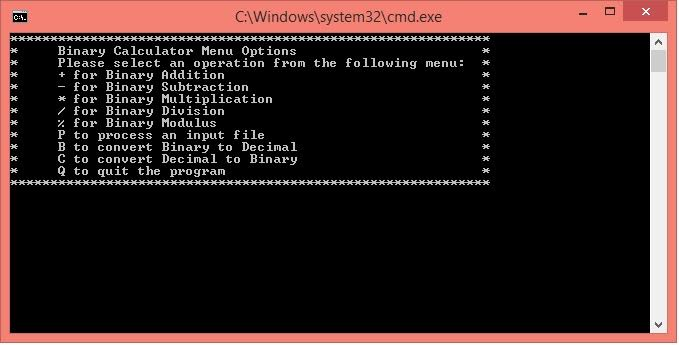 C:\Windows\system32\cmd.exe
************************************************************
*     Binary Calculator Menu Options                       *
*     Please select an operation from the following menu:  *
*     + for Binary Addition                                *
*     - for Binary Subtraction                             *
*     * for Binary Multiplication                          *
*     / for Binary Division                                *
*     % for Binary Modulus                                 *
*     P to process an input file                           *
*     B to convert Binary to Decimal                       *
*     C to convert Decimal to Binary                       *
*     Q to quit the program                                *
************************************************************